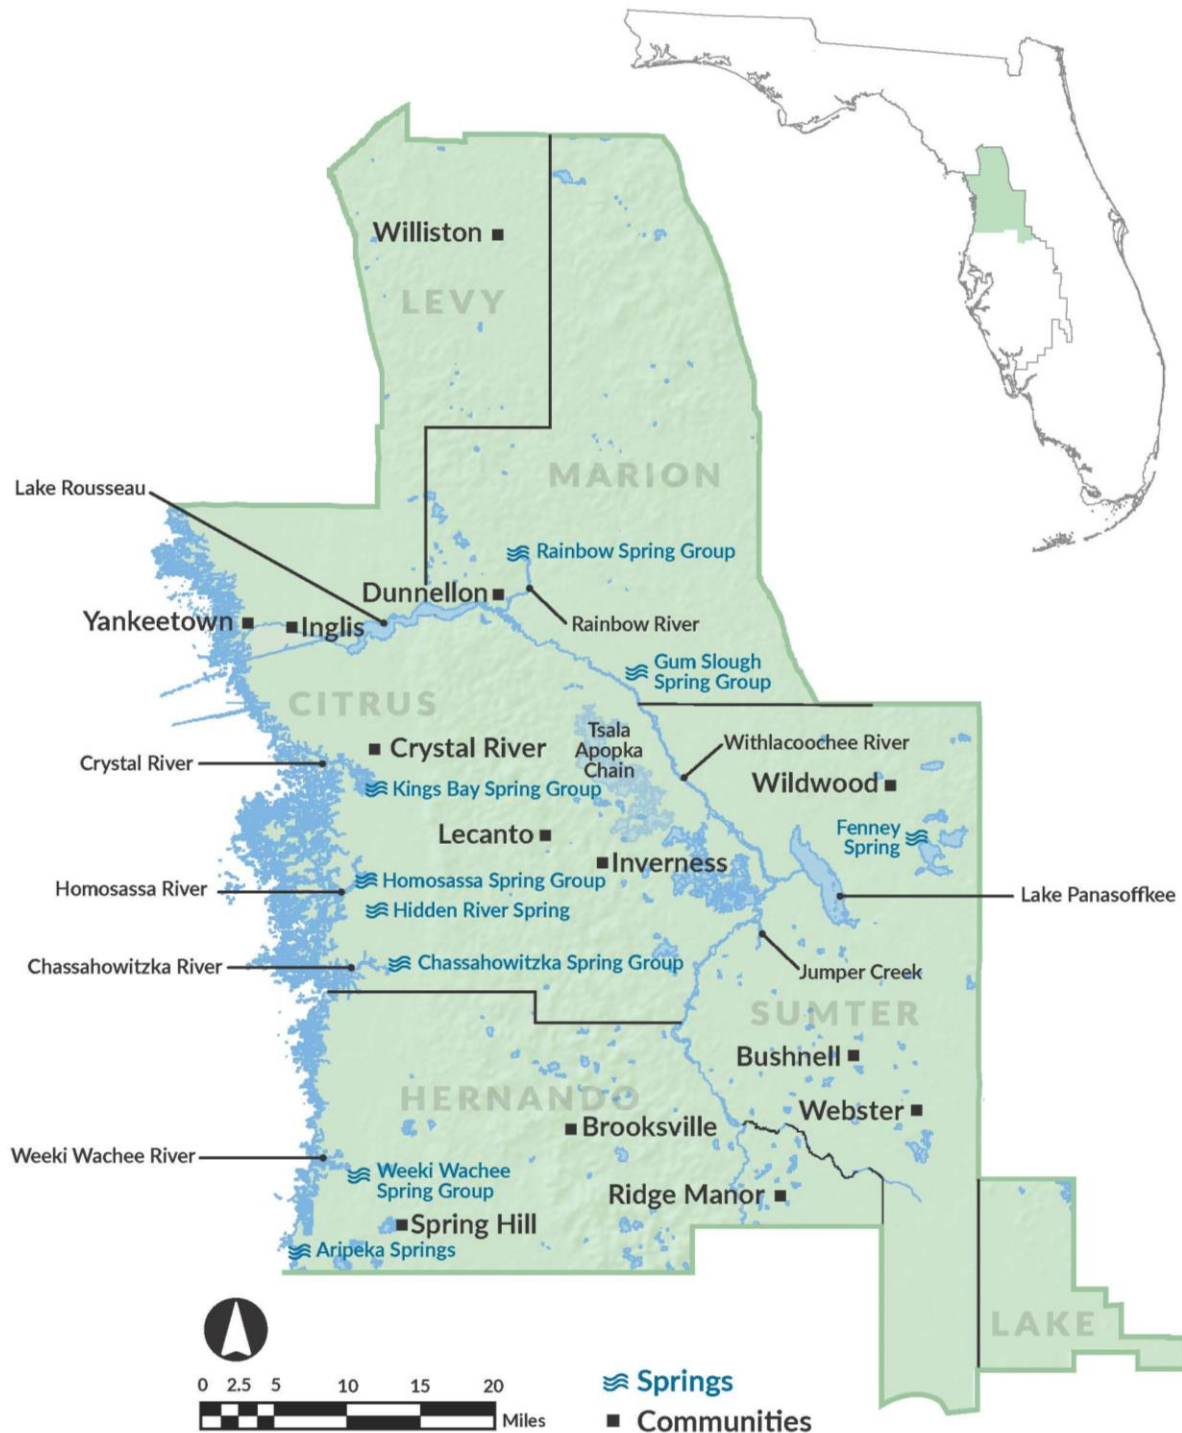 Williston
LEVY
MARION
Lake Rousseau
Rainbow Spring Group
Dunnellon
Yankeetown
Inglis
Rainbow River
Gum Slough
Spring Group
CITRUS
Tsala
Apopka
Chain
Withlacoochee River
Crystal River
Crystal River
Wildwood
Kings Bay Spring Group
Lecanto
Fenney
Spring
Inverness
Homosassa River
Homosassa Spring Group
Lake Panasoffkee
Hidden River Spring
Chassahowitzka River
Chassahowitzka Spring Group
Jumper Creek
SUMTER
Bushnell
HERNANDO
Webster
Brooksville
Weeki Wachee River
Weeki Wachee
Spring Group
Ridge Manor
Spring Hill
Aripeka Springs
LAKE
0 2.5 5 10 15 20
Miles
Springs
Communities